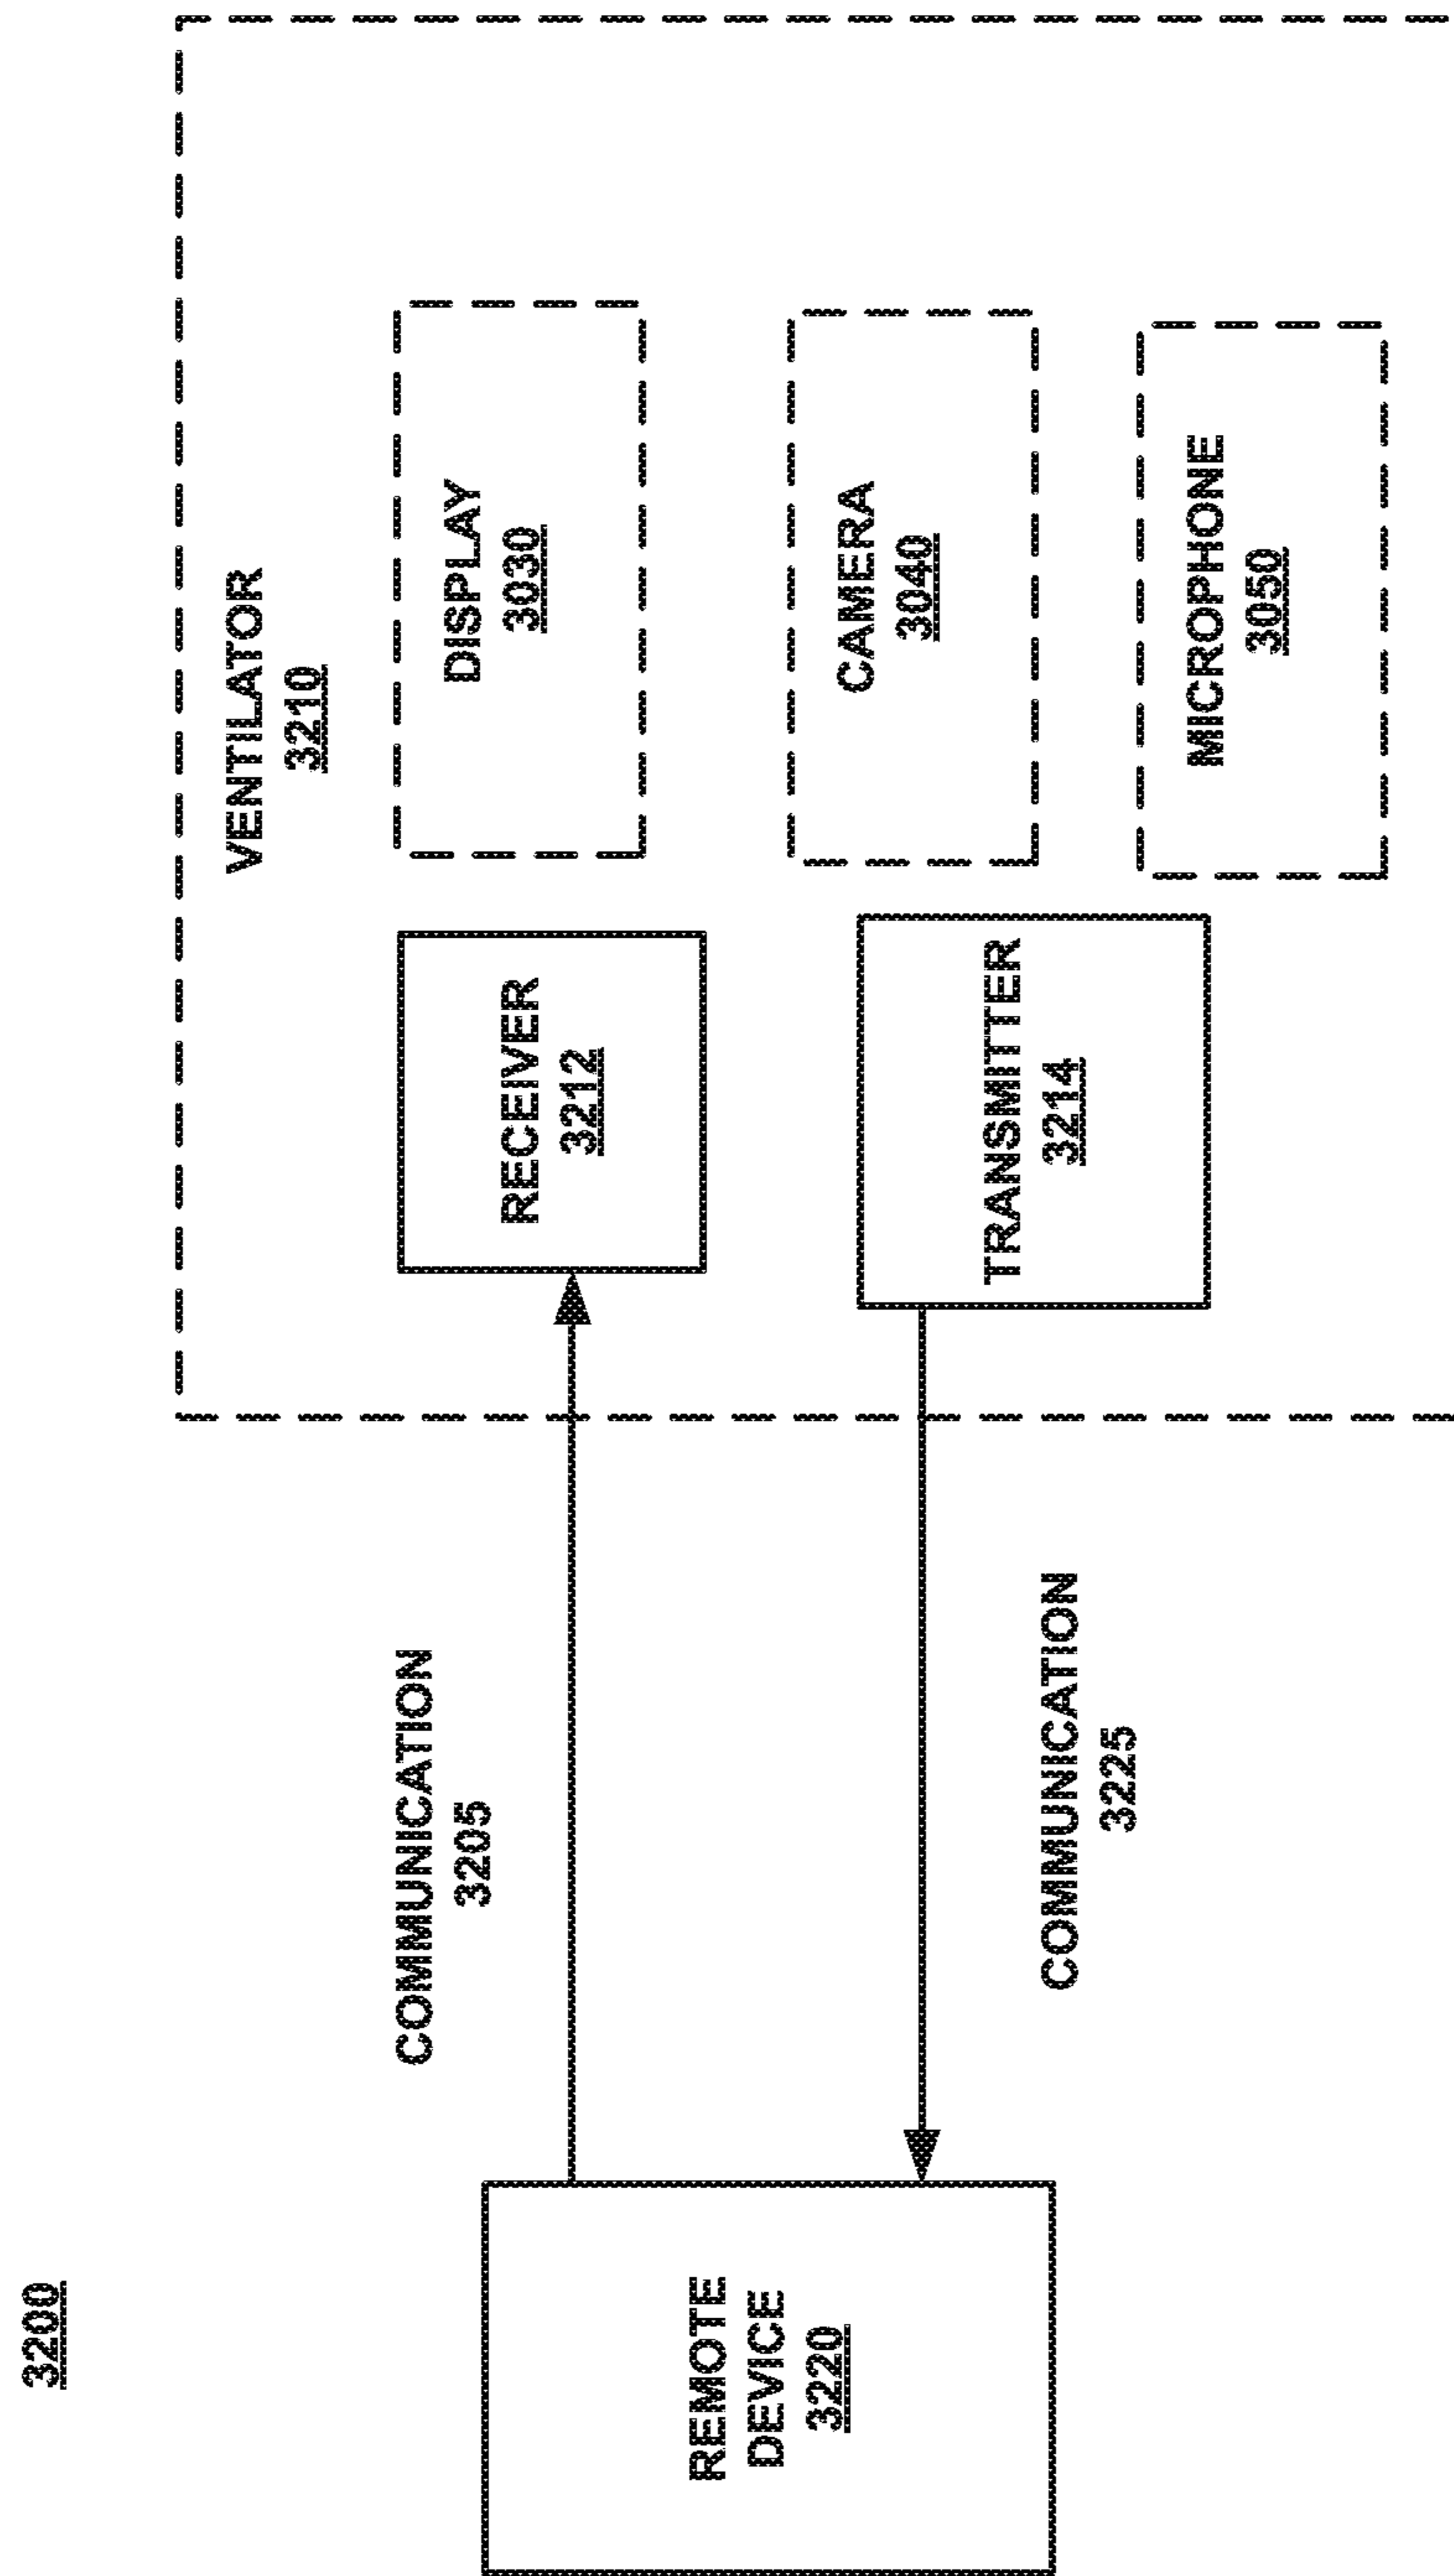 3200
VENTILATOR
3210
DISPLAY
3030
CAMERA
3040
MICROPHONE
3050
RECEIVER
3212
TRANSMITTER
3214
COMMUNICATION
3205
COMMUNICATION
3225
REMOTE
DEVICE
3220